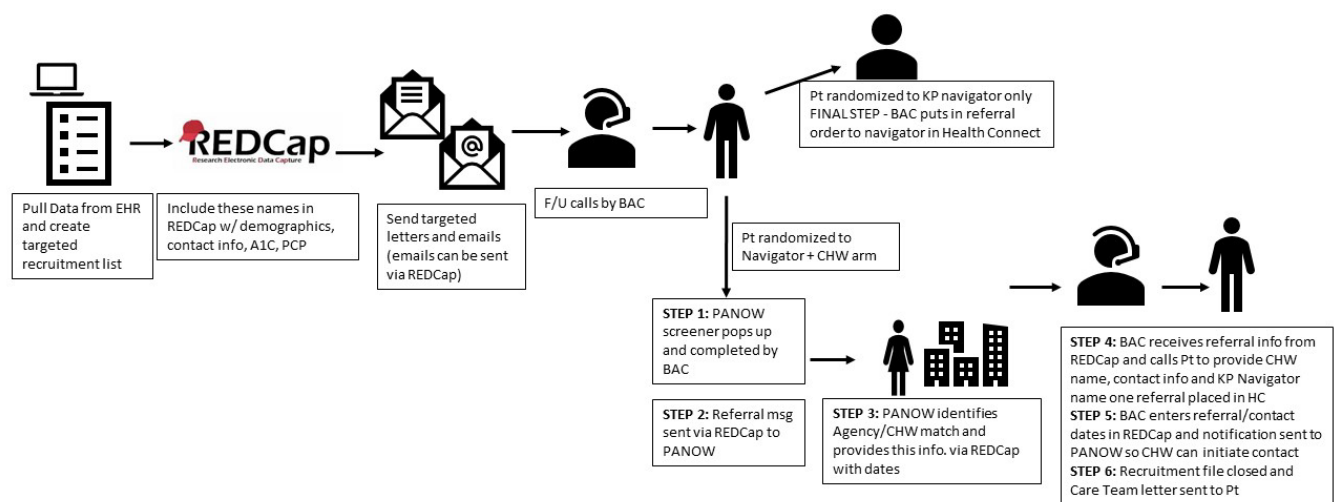 Pt randomized to KP navigator only
FINAL STEP - BAC puts in referral
order to navigator in Health Connect
REDCap
Research Electronic Data Capture
@
Pull Data from EHR
and create
targeted
recruitment list
Include these names in
REDCap w/ demographics,
contact info, A1C, PCP
Send targeted
letters and emails
(emails can be sent
via REDCap)
F/U calls by BAC
Pt randomized to
Navigator + CHW arm
STEP 1: PANOW
screener pops up
and completed by
BAC
STEP 2: Referral msg
sent via REDCap to
PANOW
STEP 3: PANOW identifies
Agency/CHW match and
provides this info. via REDCap
with dates
STEP 4: BAC receives referral info from
REDCap and calls Pt to provide CHW
name, contact info and KP Navigator
name one referral placed in HC
STEP 5: BAC enters referral/contact
dates in REDCap and notification sent to
PANOW so CHW can initiate contact
STEP 6: Recruitment file closed and
Care Team letter sent to Pt